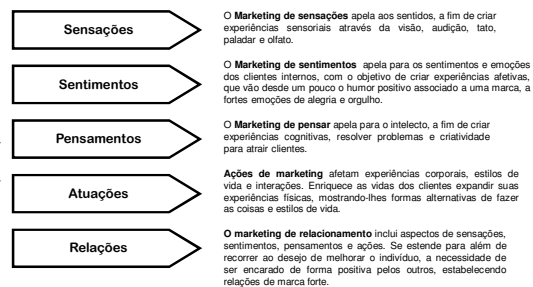 Sensações
O Marketing de sensações apela aos sentidos, a fim de criar
experiências sensoriais através da visão, audição, tato,
paladar e olfato.
Sentimentos
O Marketing de sentimentos apela para os sentimentos e emoções
dos clientes internos, com o objetivo de criar experiências afetivas,
que vão desde um pouco o humor positivo associado a uma marca, a
fortes emoções de alegria e orgulho.
Pensamentos
O Marketing de pensar apela para o intelecto, a fim de criar
experiências cognitivas, resolver problemas e criatividade
para atrair clientes.
Atuações
Ações de marketing afetam experiências corporais, estilos de
vida e interações. Enriquece as vidas dos clientes expandir suas
experiências físicas, mostrando-lhes formas alternativas de fazer
as coisas e estilos de vida.
Relações
O marketing de relacionamento inclui aspectos de sensações,
sentimentos, pensamentos e ações. Se estende para além de
recorrer ao desejo de melhorar o indivíduo, a necessidade de
ser encarado de forma positiva pelos outros, estabelecendo
relações de marca forte.